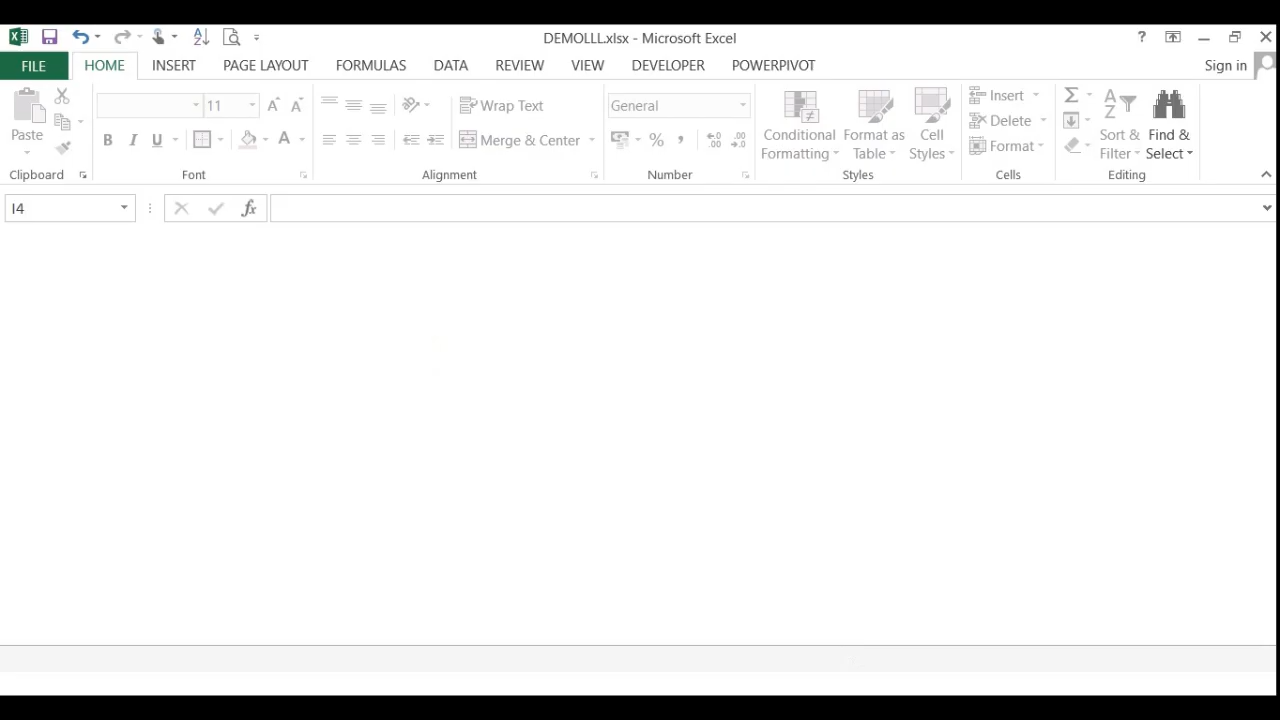 DEMOLLL.xlsx - Microsoft Excel
?
FILE HOME INSERT PAGE LAYOUT FORMULAS DATA REVIEW VIEW DEVELOPER POWERPIVOT Sign in
11 Wrap Text General Insert
Paste B I U Merge & Center % , Conditional Formatting Format as Table Cell Styles Delete Sort & Filter Find & Select
Format
Clipboard Font Alignment Number Styles Cells Editing
I4 fx